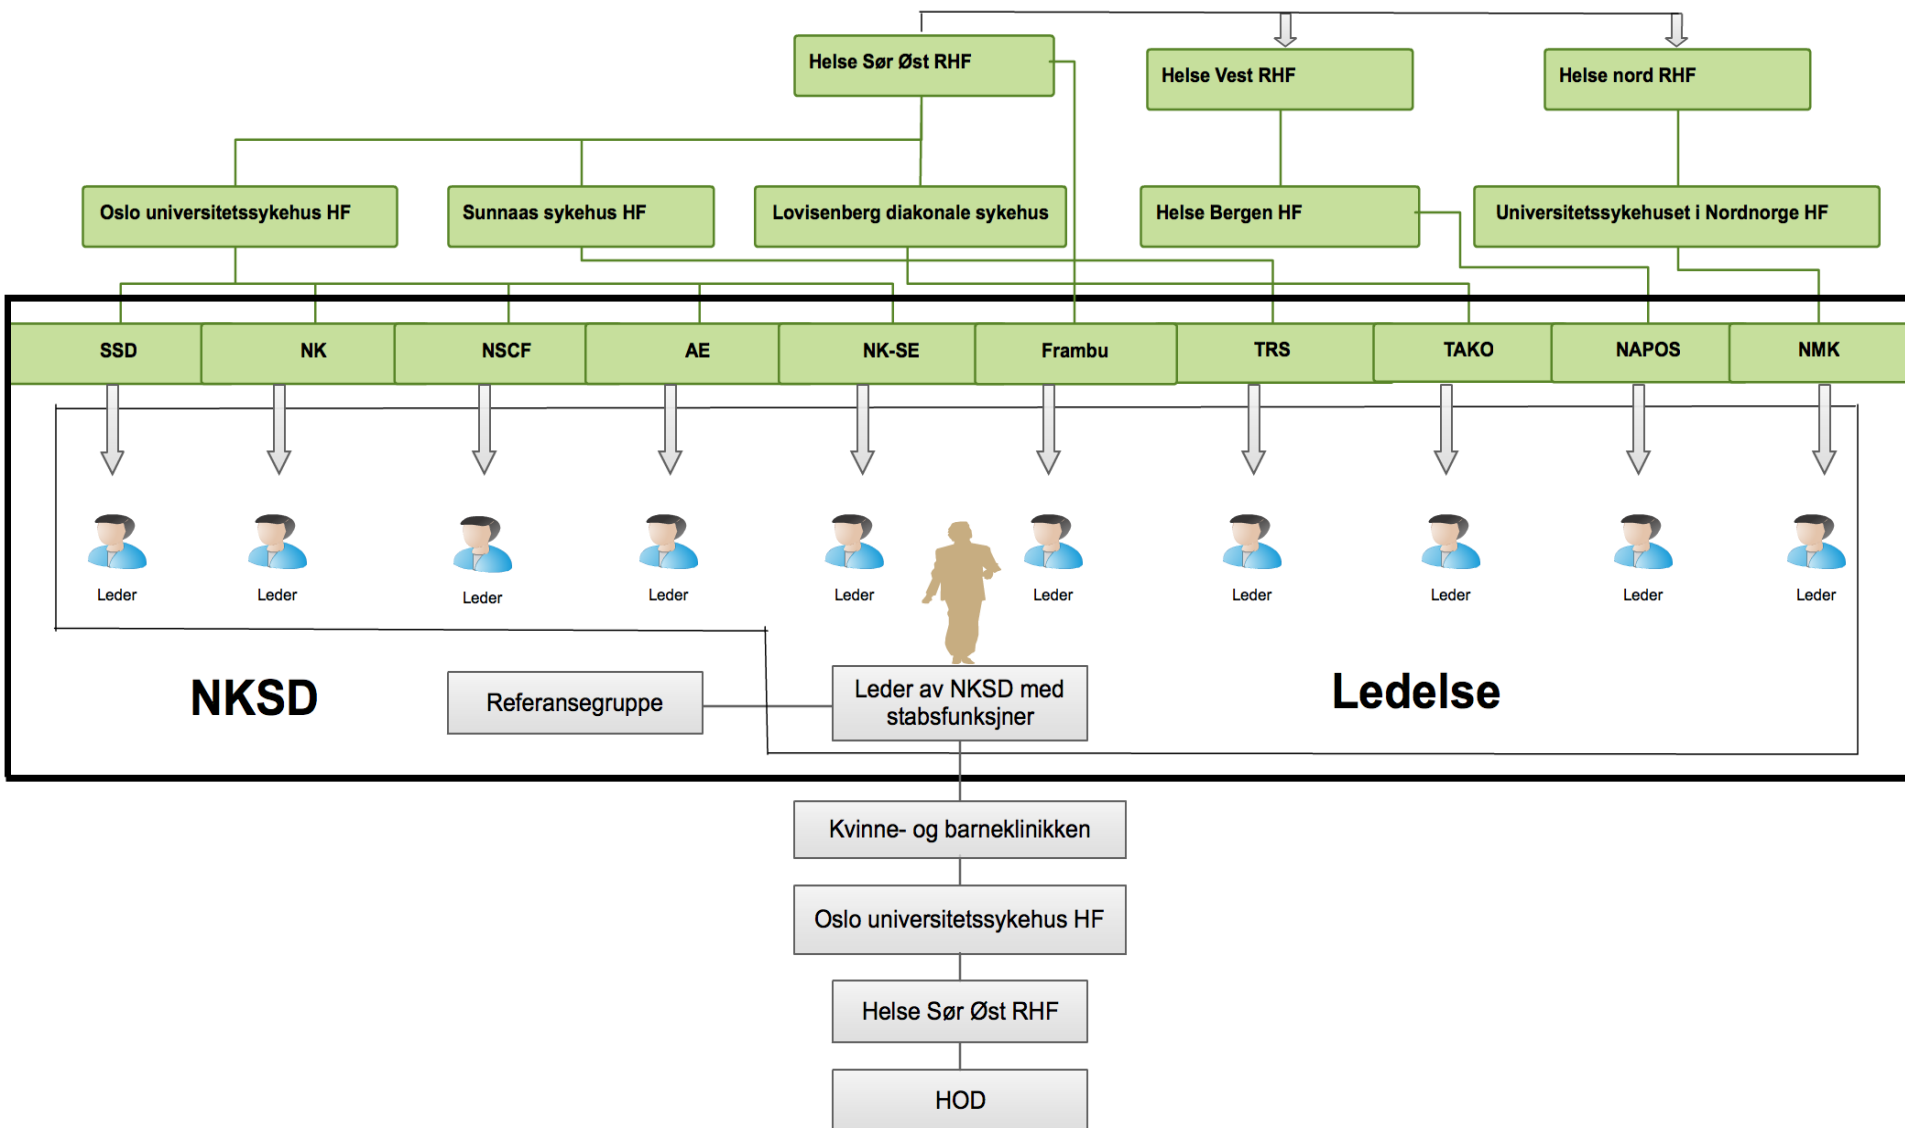 Helse Sør Øst RHF
Helse Vest RHF
Helse nord RHF
Oslo universitetssykehus HF
Sunnaas sykehus HF
Lovisenberg diakonale sykehus
Helse Bergen HF
Universitetssykehuset i Nordnorge HF
SSD
NK
NSCF
AE
NK-SE
Frambu
TRS
TAKO
NAPOS
NMK
Leder
Leder
Leder
Leder
Leder
Leder
Leder
Leder
Leder
Leder
NKSD
Referansegruppe
Leder av NKSD med
stabsfunksjner
Ledelse
Kvinne- og barneklinikken
Oslo universitetssykehus HF
Helse Sør Øst RHF
HOD